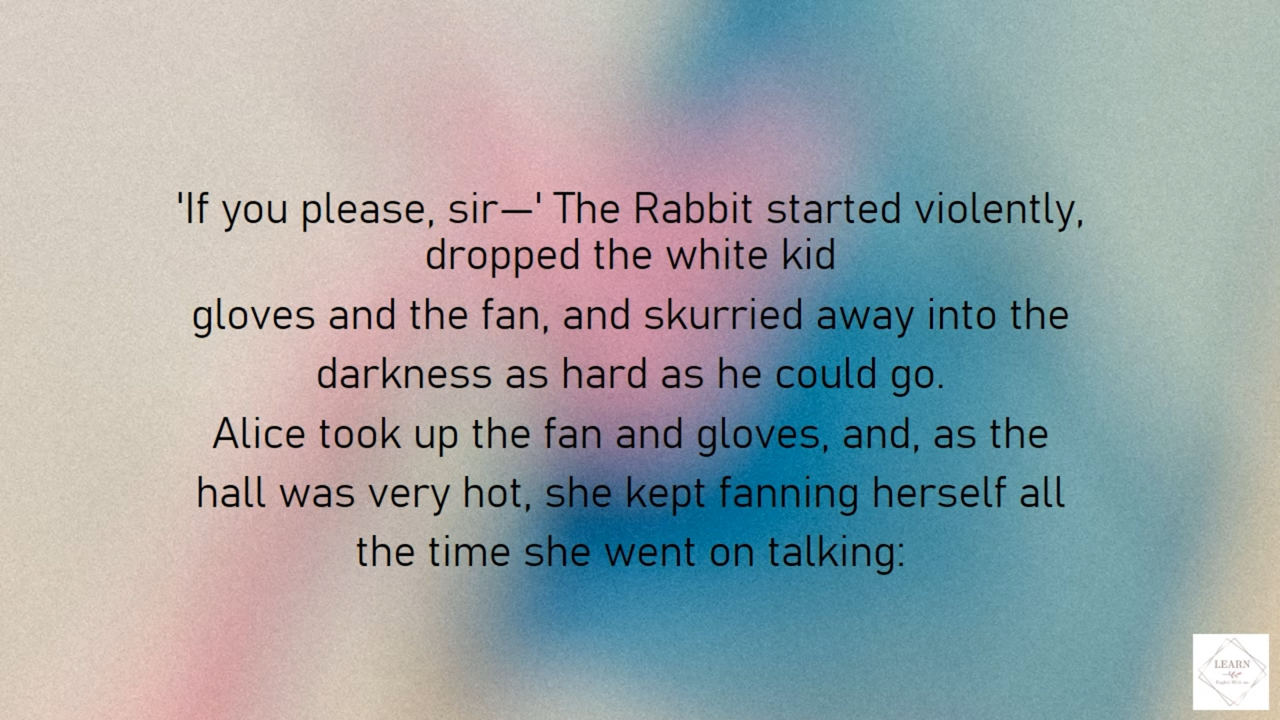 'If you please, sir—' The Rabbit started violently,
dropped the white kid
gloves and the fan, and skurried away into the
darkness as hard as he could go.
Alice took up the fan and gloves, and, as the
hall was very hot, she kept fanning herself all
the time she went on talking:
LEARN